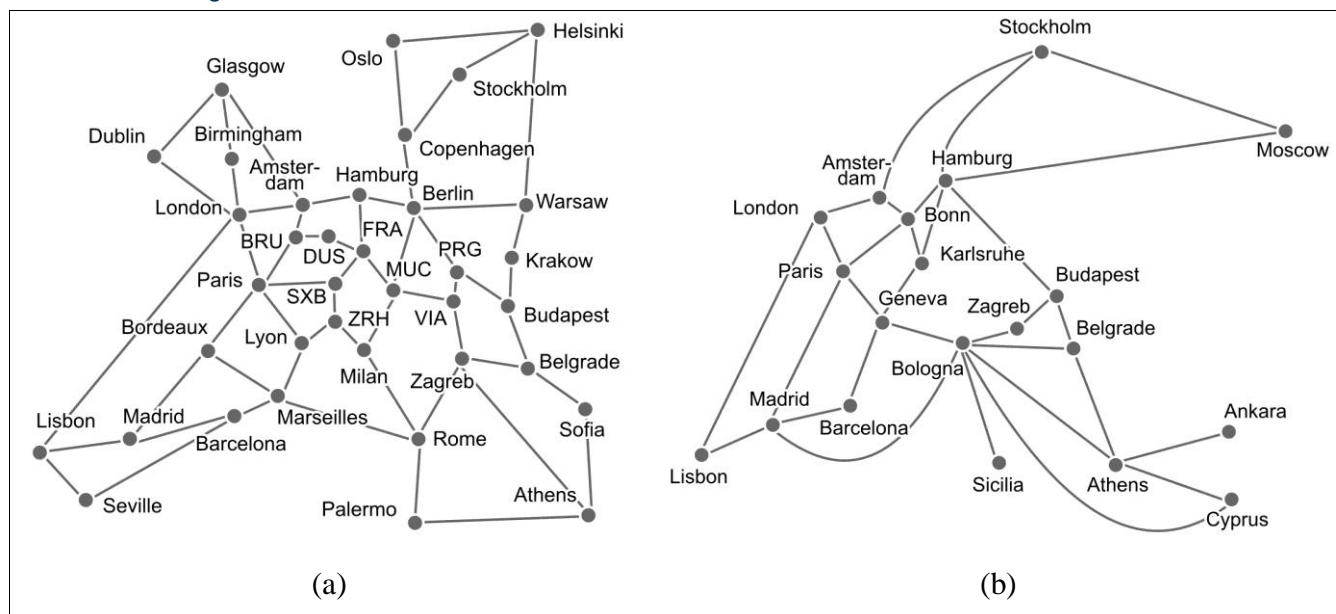 Oslo
Helsinki
Glasgow
Stockholm
Dublin
Birmingham
Copenhagen
Amster-
dam
Hamburg
Berlin
Warsaw
London
BRU
DUS
FRA
PRG
MUC
Krakow
Paris
SXB
ZRH
VIA
Budapest
Bordeaux
Lyon
Milan
Zagreb
Belgrade
Lisbon
Madrid
Barcelona
Marseilles
Rome
Sofia
Seville
Palermo
Athens
(a)
Stockholm
Moscow
Amster-
dam
Hamburg
London
Bonn
Karlsruhe
Paris
Geneva
Zagreb
Budapest
Belgrade
Bologna
Madrid
Barcelona
Lisbon
Sicilia
Athens
Ankara
Cyprus
(b)